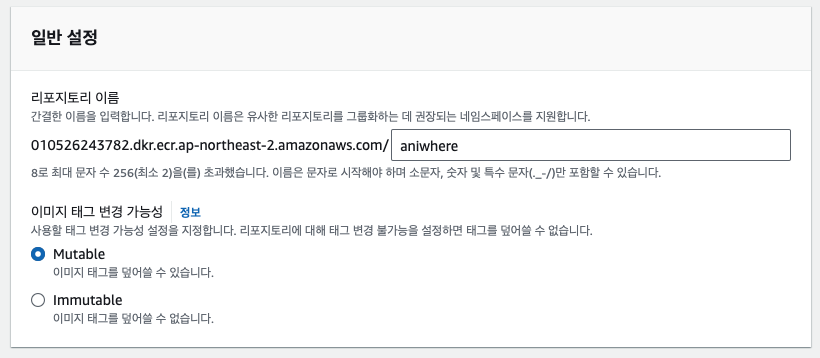 일반 설정
리포지토리 이름
간결한 이름을 입력합니다. 리포지토리 이름은 유사한 리포지토리를 그룹화하는 데 권장되는 네임스페이스를 지원합니다.
010526243782.dkr.ecr.ap-northeast-2.amazonaws.com/ aniwhere
8로 최대 문자 수 256(최소 2)을(를) 초과했습니다. 이름은 문자로 시작해야 하며 소문자, 숫자 및 특수 문자(._-/)만 포함할 수 있습니다.
이미지 태그 변경 가능성 정보
사용할 태그 변경 가능성 설정을 지정합니다. 리포지토리에 대해 태그 변경 불가능을 설정하면 태그를 덮어쓸 수 없습니다.
Mutable
이미지 태그를 덮어쓸 수 있습니다.
Immutable
이미지 태그를 덮어쓸 수 없습니다.